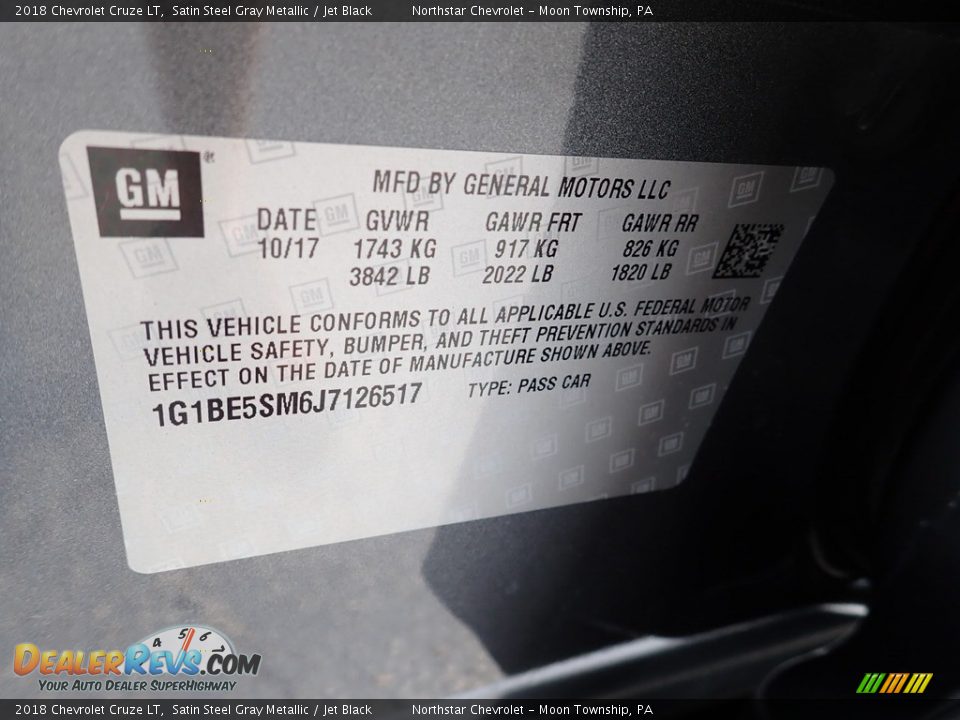 2018 Chevrolet Cruze LT, Satin Steel Gray Metallic / Jet Black Northstar Chevrolet – Moon Township, PA
GM®
MFD BY GENERAL MOTORS LLC
DATE GVWR GAWR FRT GAWR RR
10/17 1743 KG 917 KG 826 KG
3842 LB 2022 LB 1820 LB
THIS VEHICLE CONFORMS TO ALL APPLICABLE U.S. FEDERAL MOTOR
VEHICLE SAFETY, BUMPER, AND THEFT PREVENTION STANDARDS IN
EFFECT ON THE DATE OF MANUFACTURE SHOWN ABOVE.
1G1BE5SM6J7126517 TYPE: PASS CAR
4 5 6
DealerRevs.com
Your Auto Dealer SuperHighway
2018 Chevrolet Cruze LT, Satin Steel Gray Metallic / Jet Black Northstar Chevrolet – Moon Township, PA